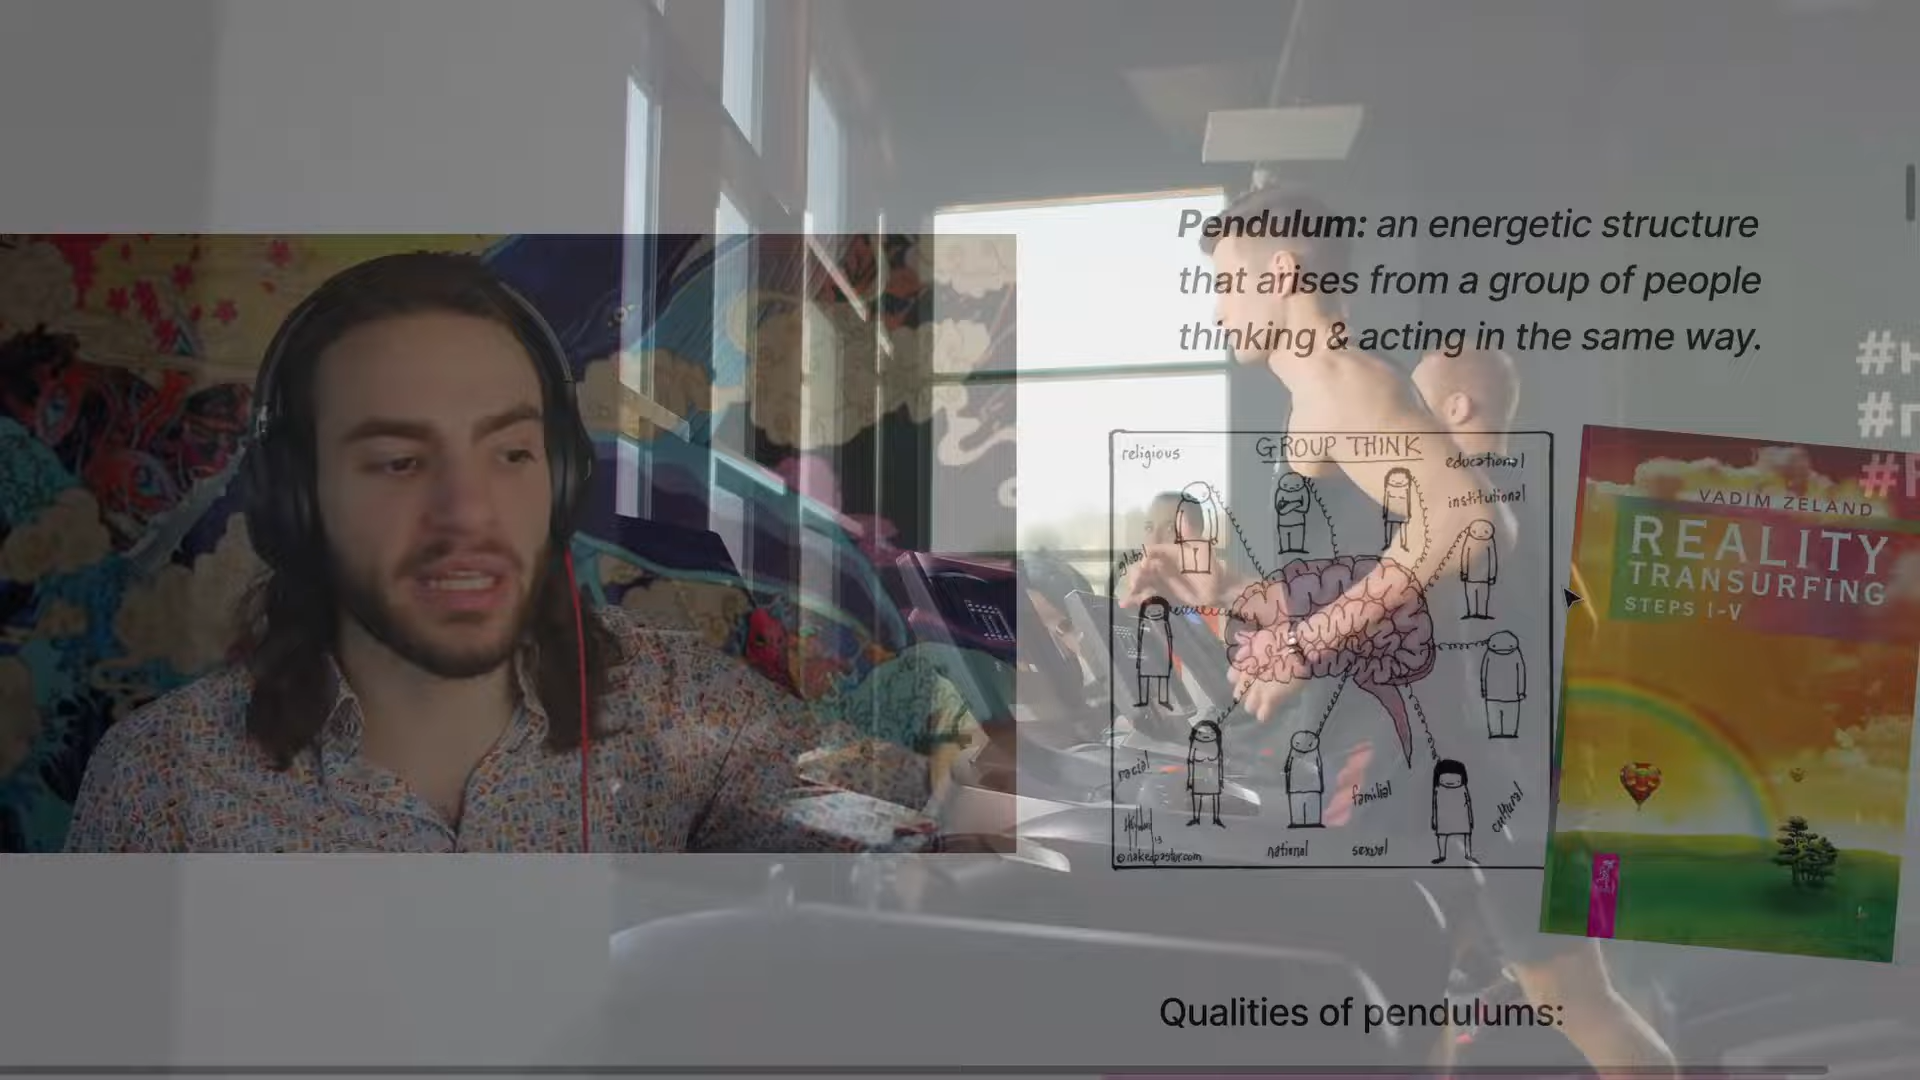 Pendulum: an energetic structure
that arises from a group of people
thinking & acting in the same way.
GROUP THINK
religious
educational
institutional
global
racial
familial
cultural
national
sexual
©nakedpastor.com
VADIM ZELAND
REALITY
TRANSURFING
STEPS I-V
Qualities of pendulums: